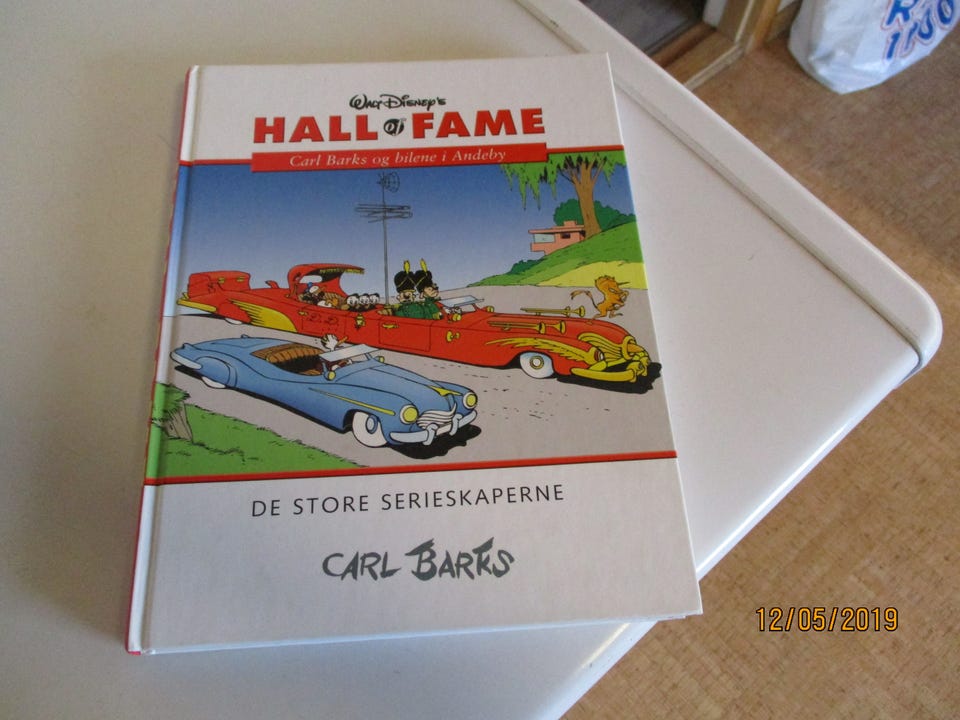 WALT DISNEY'S
HALL of FAME
Carl Barks og bilene i Andeby
DE STORE SERIESKAPERNE
CARL BARKS
12/05/2019